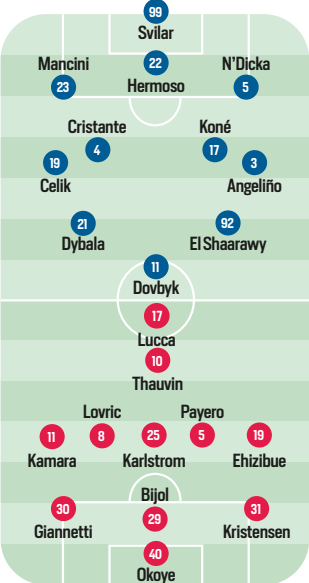 99
Svilar
Mancini 22 N'Dicka
23 Hermoso 5
Cristante Koné
4 17
19 3
Celik Angeliño
21 92
Dybala El Shaarawy
11
Dovbyk
17
Lucca
10
Thauvin
Lovric Payero
11 8 25 5 19
Kamara Karlstrom Ehizibue
Bijol
30 29 31
Giannetti Kristensen
40
Okoye